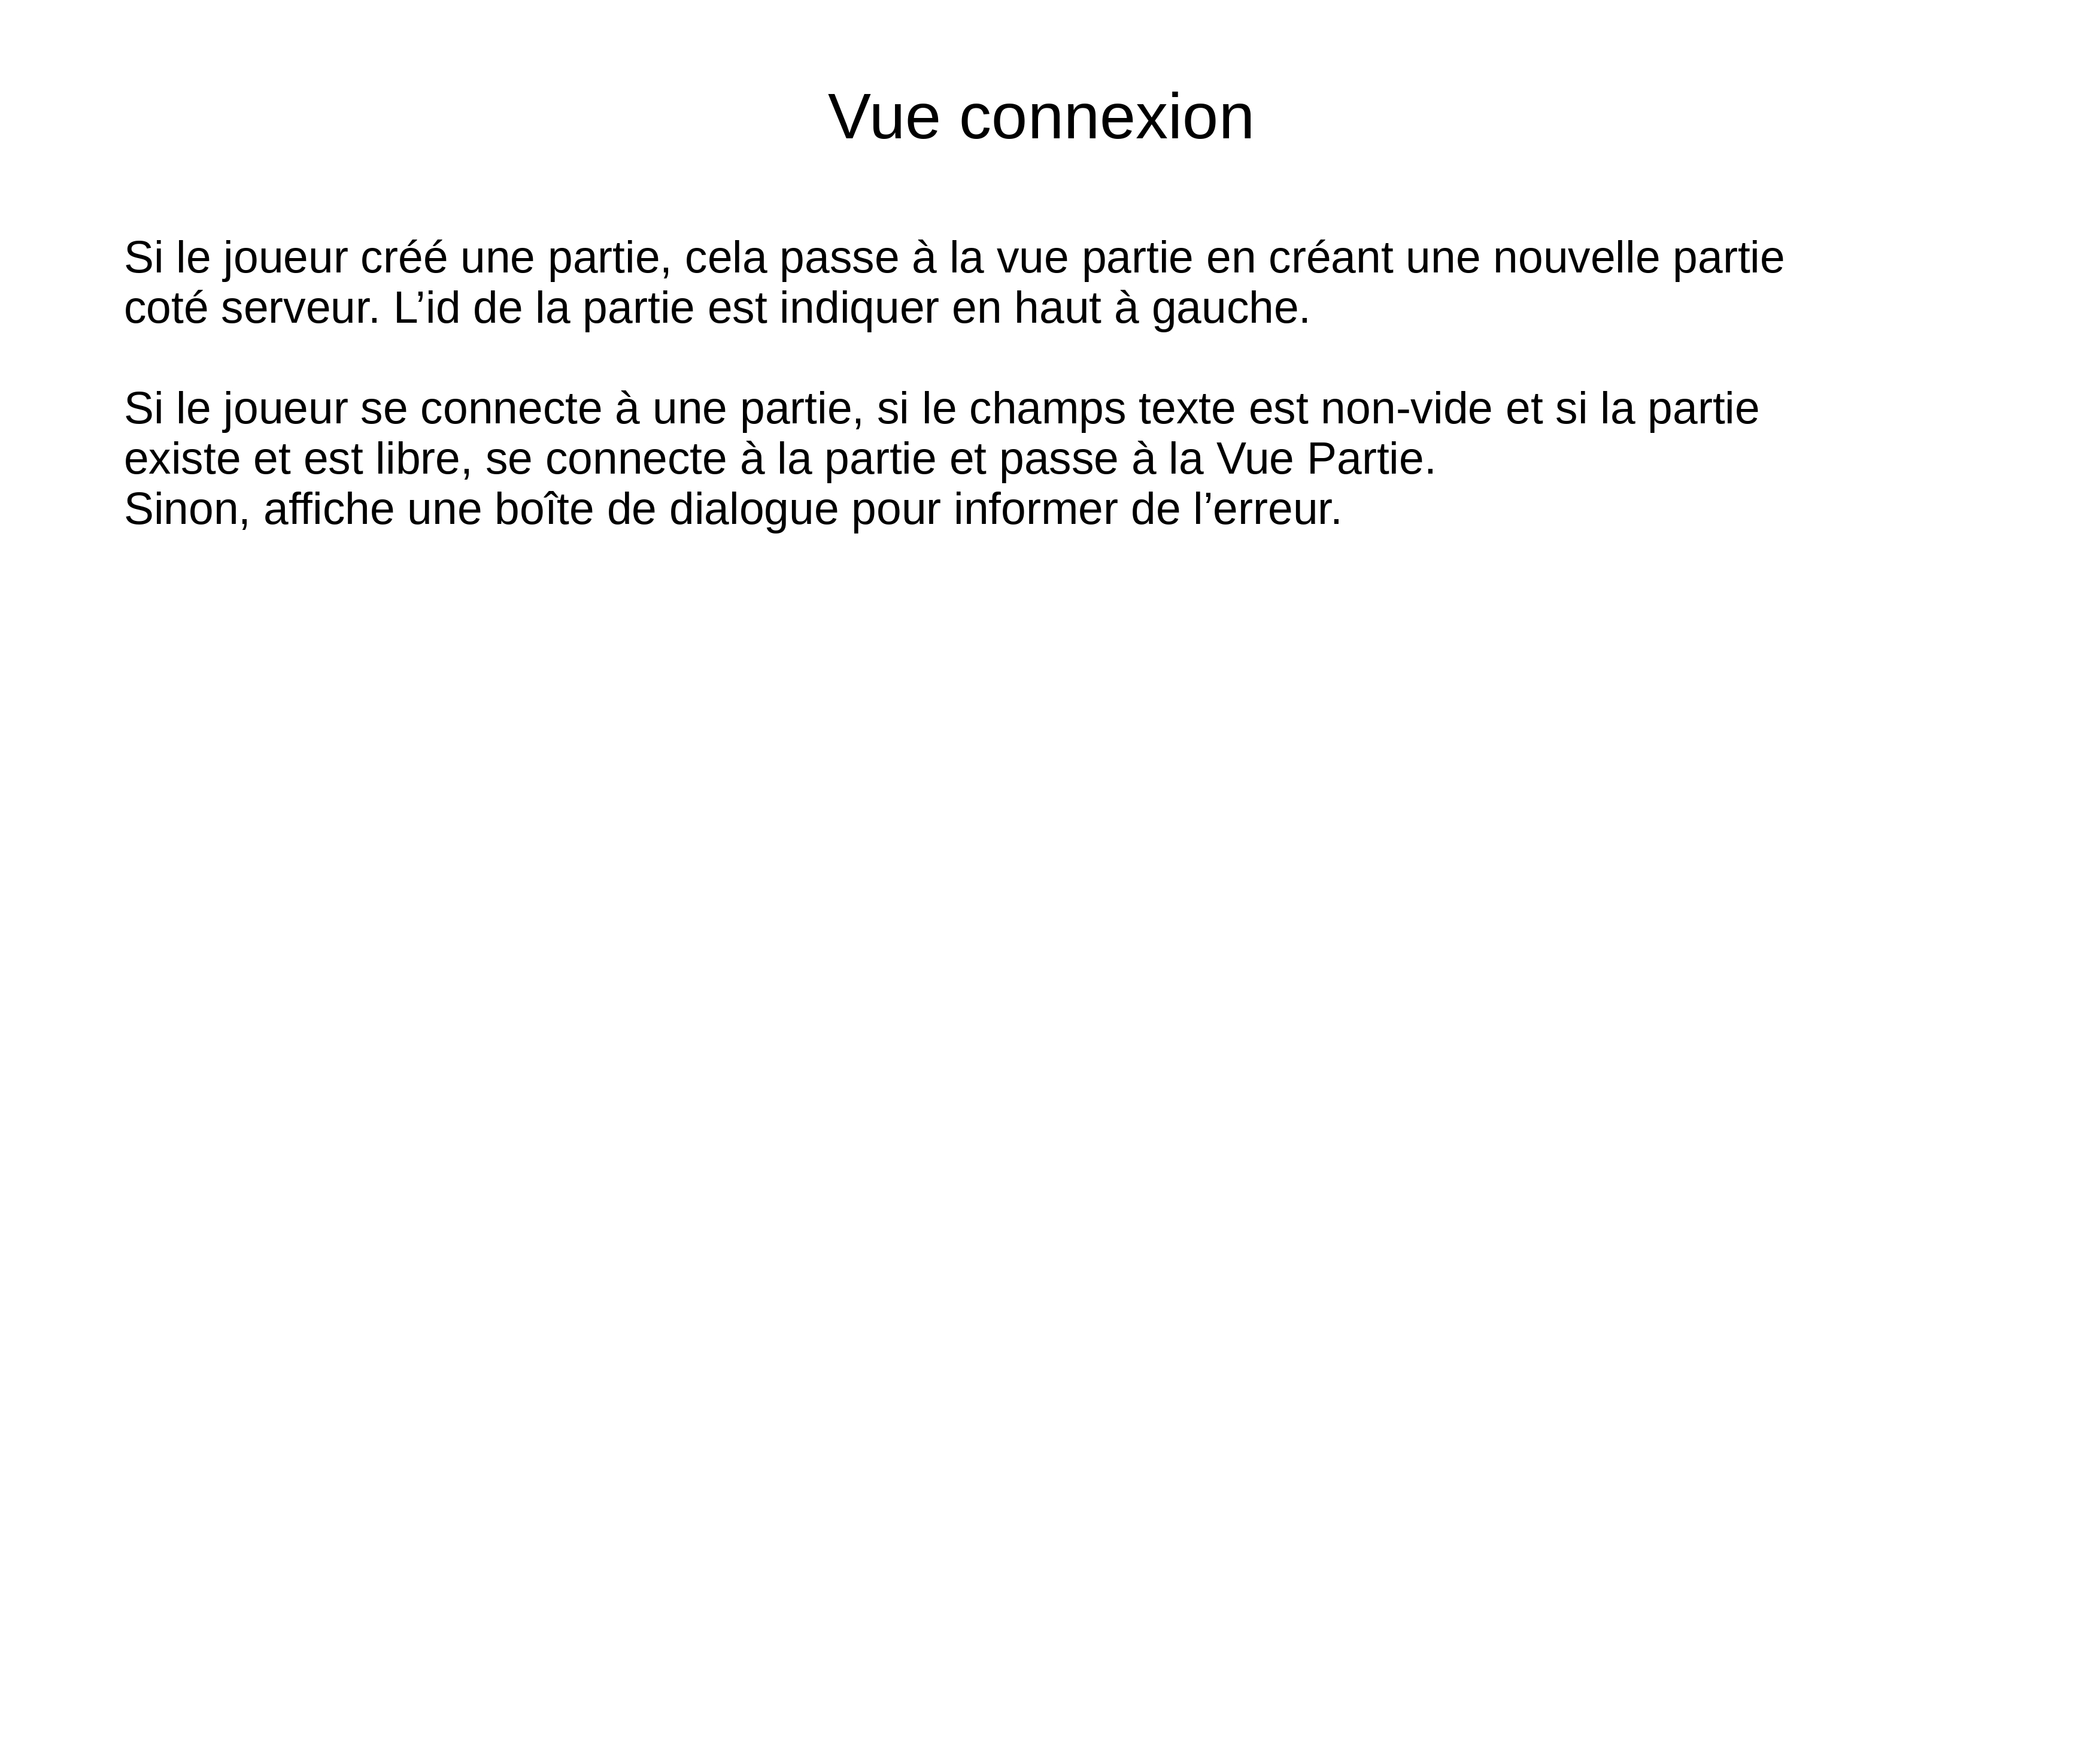 Vue connexion
Si le joueur créé une partie, cela passe à la vue partie en créant une nouvelle partie
coté serveur. L’id de la partie est indiquer en haut à gauche.
Si le joueur se connecte à une partie, si le champs texte est non-vide et si la partie
existe et est libre, se connecte à la partie et passe à la Vue Partie.
Sinon, affiche une boîte de dialogue pour informer de l’erreur.